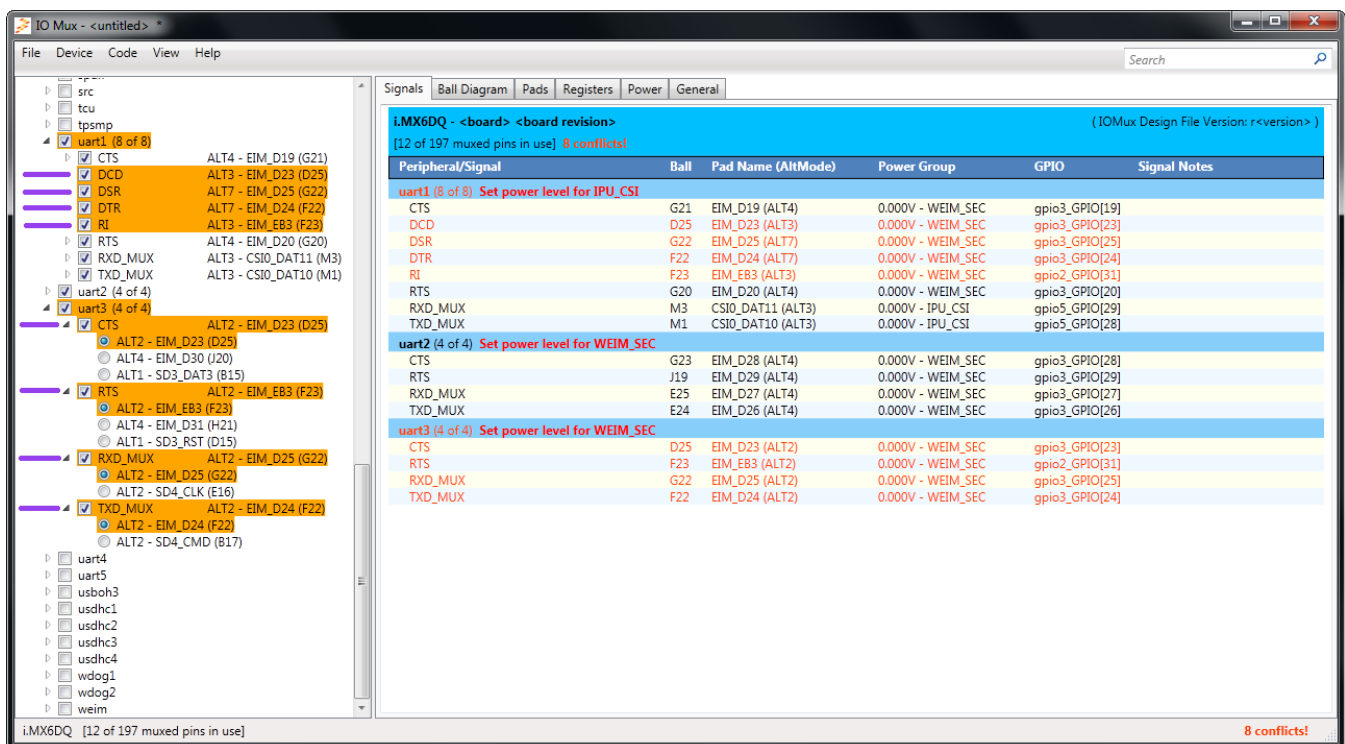 IO Mux - <untitled> *
File Device Code View Help
Search
src
tcu
tpsmp
uart1 (8 of 8)
CTS ALT4 - EIM_D19 (G21)
DCD ALT3 - EIM_D23 (D25)
DSR ALT7 - EIM_D25 (G22)
DTR ALT7 - EIM_D24 (F22)
RI ALT3 - EIM_EB3 (F23)
RTS ALT4 - EIM_D20 (G20)
RXD_MUX ALT3 - CSI0_DAT11 (M3)
TXD_MUX ALT3 - CSI0_DAT10 (M1)
uart2 (4 of 4)
uart3 (4 of 4)
CTS ALT2 - EIM_D23 (D25)
ALT2 - EIM_D23 (D25)
ALT4 - EIM_D30 (J20)
ALT1 - SD3_DAT3 (B15)
RTS ALT2 - EIM_EB3 (F23)
ALT2 - EIM_EB3 (F23)
ALT4 - EIM_D31 (H21)
ALT1 - SD3_RST (D15)
RXD_MUX ALT2 - EIM_D25 (G22)
ALT2 - EIM_D25 (G22)
ALT2 - SD4_CLK (E16)
TXD_MUX ALT2 - EIM_D24 (F22)
ALT2 - EIM_D24 (F22)
ALT2 - SD4_CMD (B17)
uart4
uart5
usboh3
usdhc1
usdhc2
usdhc3
usdhc4
wdog1
wdog2
weim
Signals Ball Diagram Pads Registers Power General
i.MX6DQ - <board> <board revision> ( IOMux Design File Version: r<version> )
[12 of 197 muxed pins in use] 8 conflicts!
Peripheral/Signal Ball Pad Name (AltMode) Power Group GPIO Signal Notes
uart1 (8 of 8) Set power level for IPU_CSI
CTS G21 EIM_D19 (ALT4) 0.000V - WEIM_SEC gpio3_GPIO[19]
DCD D25 EIM_D23 (ALT3) 0.000V - WEIM_SEC gpio3_GPIO[23]
DSR G22 EIM_D25 (ALT7) 0.000V - WEIM_SEC gpio3_GPIO[25]
DTR F22 EIM_D24 (ALT7) 0.000V - WEIM_SEC gpio3_GPIO[24]
RI F23 EIM_EB3 (ALT3) 0.000V - WEIM_SEC gpio2_GPIO[31]
RTS G20 EIM_D20 (ALT4) 0.000V - WEIM_SEC gpio3_GPIO[20]
RXD_MUX M3 CSI0_DAT11 (ALT3) 0.000V - IPU_CSI gpio5_GPIO[29]
TXD_MUX M1 CSI0_DAT10 (ALT3) 0.000V - IPU_CSI gpio5_GPIO[28]
uart2 (4 of 4) Set power level for WEIM_SEC
CTS G23 EIM_D28 (ALT4) 0.000V - WEIM_SEC gpio3_GPIO[28]
RTS J19 EIM_D29 (ALT4) 0.000V - WEIM_SEC gpio3_GPIO[29]
RXD_MUX E25 EIM_D27 (ALT4) 0.000V - WEIM_SEC gpio3_GPIO[27]
TXD_MUX E24 EIM_D26 (ALT4) 0.000V - WEIM_SEC gpio3_GPIO[26]
uart3 (4 of 4) Set power level for WEIM_SEC
CTS D25 EIM_D23 (ALT2) 0.000V - WEIM_SEC gpio3_GPIO[23]
RTS F23 EIM_EB3 (ALT2) 0.000V - WEIM_SEC gpio2_GPIO[31]
RXD_MUX G22 EIM_D25 (ALT2) 0.000V - WEIM_SEC gpio3_GPIO[25]
TXD_MUX F22 EIM_D24 (ALT2) 0.000V - WEIM_SEC gpio3_GPIO[24]
i.MX6DQ [12 of 197 muxed pins in use] 8 conflicts!